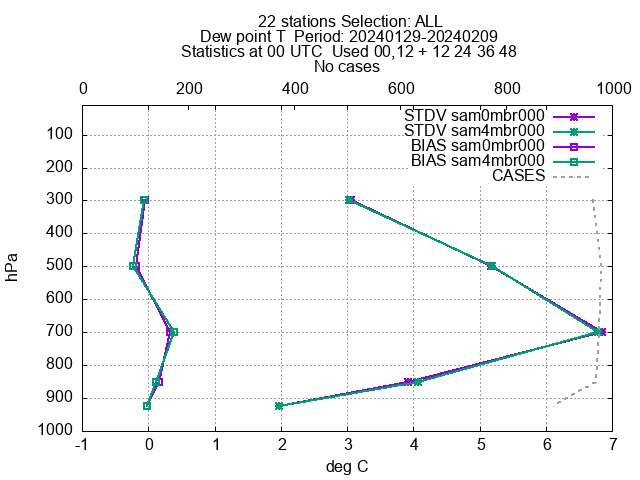 22 stations Selection: ALL
Dew point T  Period: 20240129-20240209
Statistics at 00 UTC  Used 00,12 + 12 24 36 48
No cases
0 200 400 600 800 1000
STDV sam0mbr000
STDV sam4mbr000
BIAS sam0mbr000
BIAS sam4mbr000
CASES
100
200
300
400
500
600
700
800
900
1000
hPa
-1 0 1 2 3 4 5 6 7
deg C